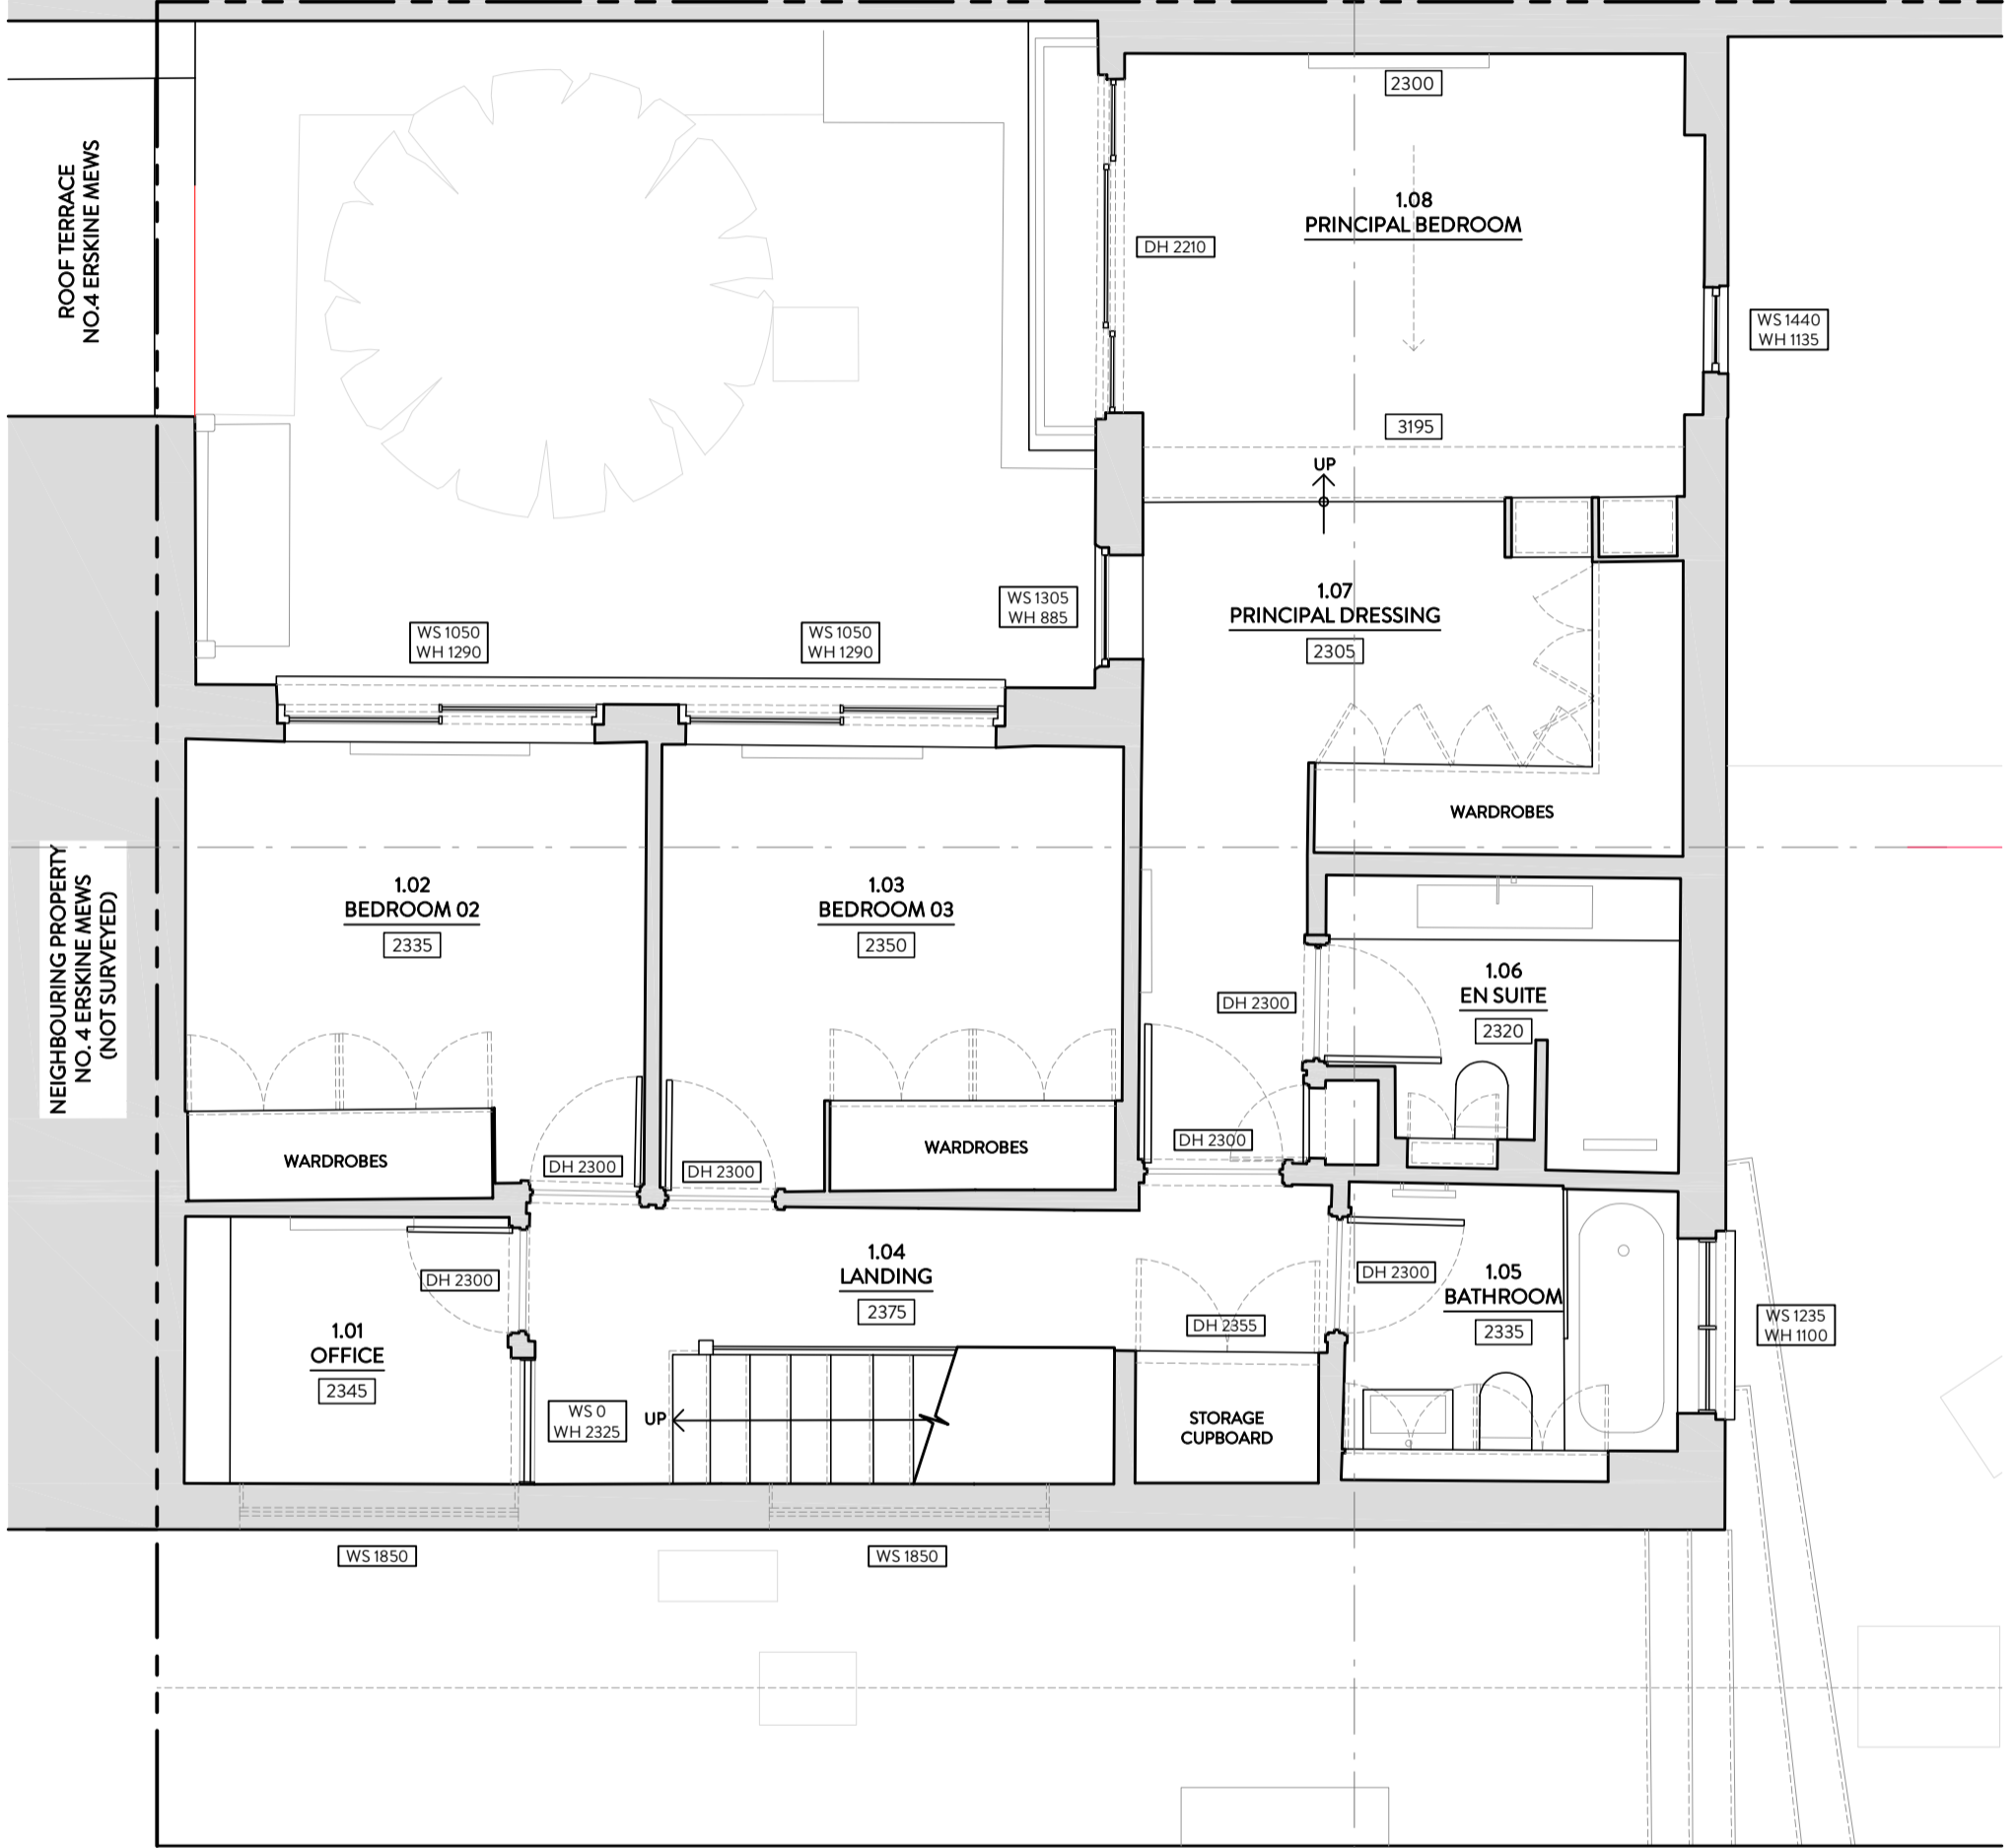 ROOF TERRACE
NO.4 ERSKINE MEWS
2300
1.08
PRINCIPAL BEDROOM
DH 2210
WS 1440
WH 1135
3195
UP
1.07
PRINCIPAL DRESSING
2305
WS 1305
WH 885
WS 1050
WH 1290
WS 1050
WH 1290
WARDROBES
NEIGHBOURING PROPERTY
NO. 4 ERSKINE MEWS
(NOT SURVEYED)
1.02
BEDROOM 02
2335
1.03
BEDROOM 03
2350
DH 2300
1.06
EN SUITE
2320
WARDROBES
DH 2300
DH 2300
WARDROBES
DH 2300
1.04
LANDING
2375
DH 2300
1.01
OFFICE
2345
DH 2300
1.05
BATHROOM
2335
DH 2355
WS 1235
WH 1100
WS 0
WH 2325
UP
STORAGE
CUPBOARD
WS 1850
WS 1850